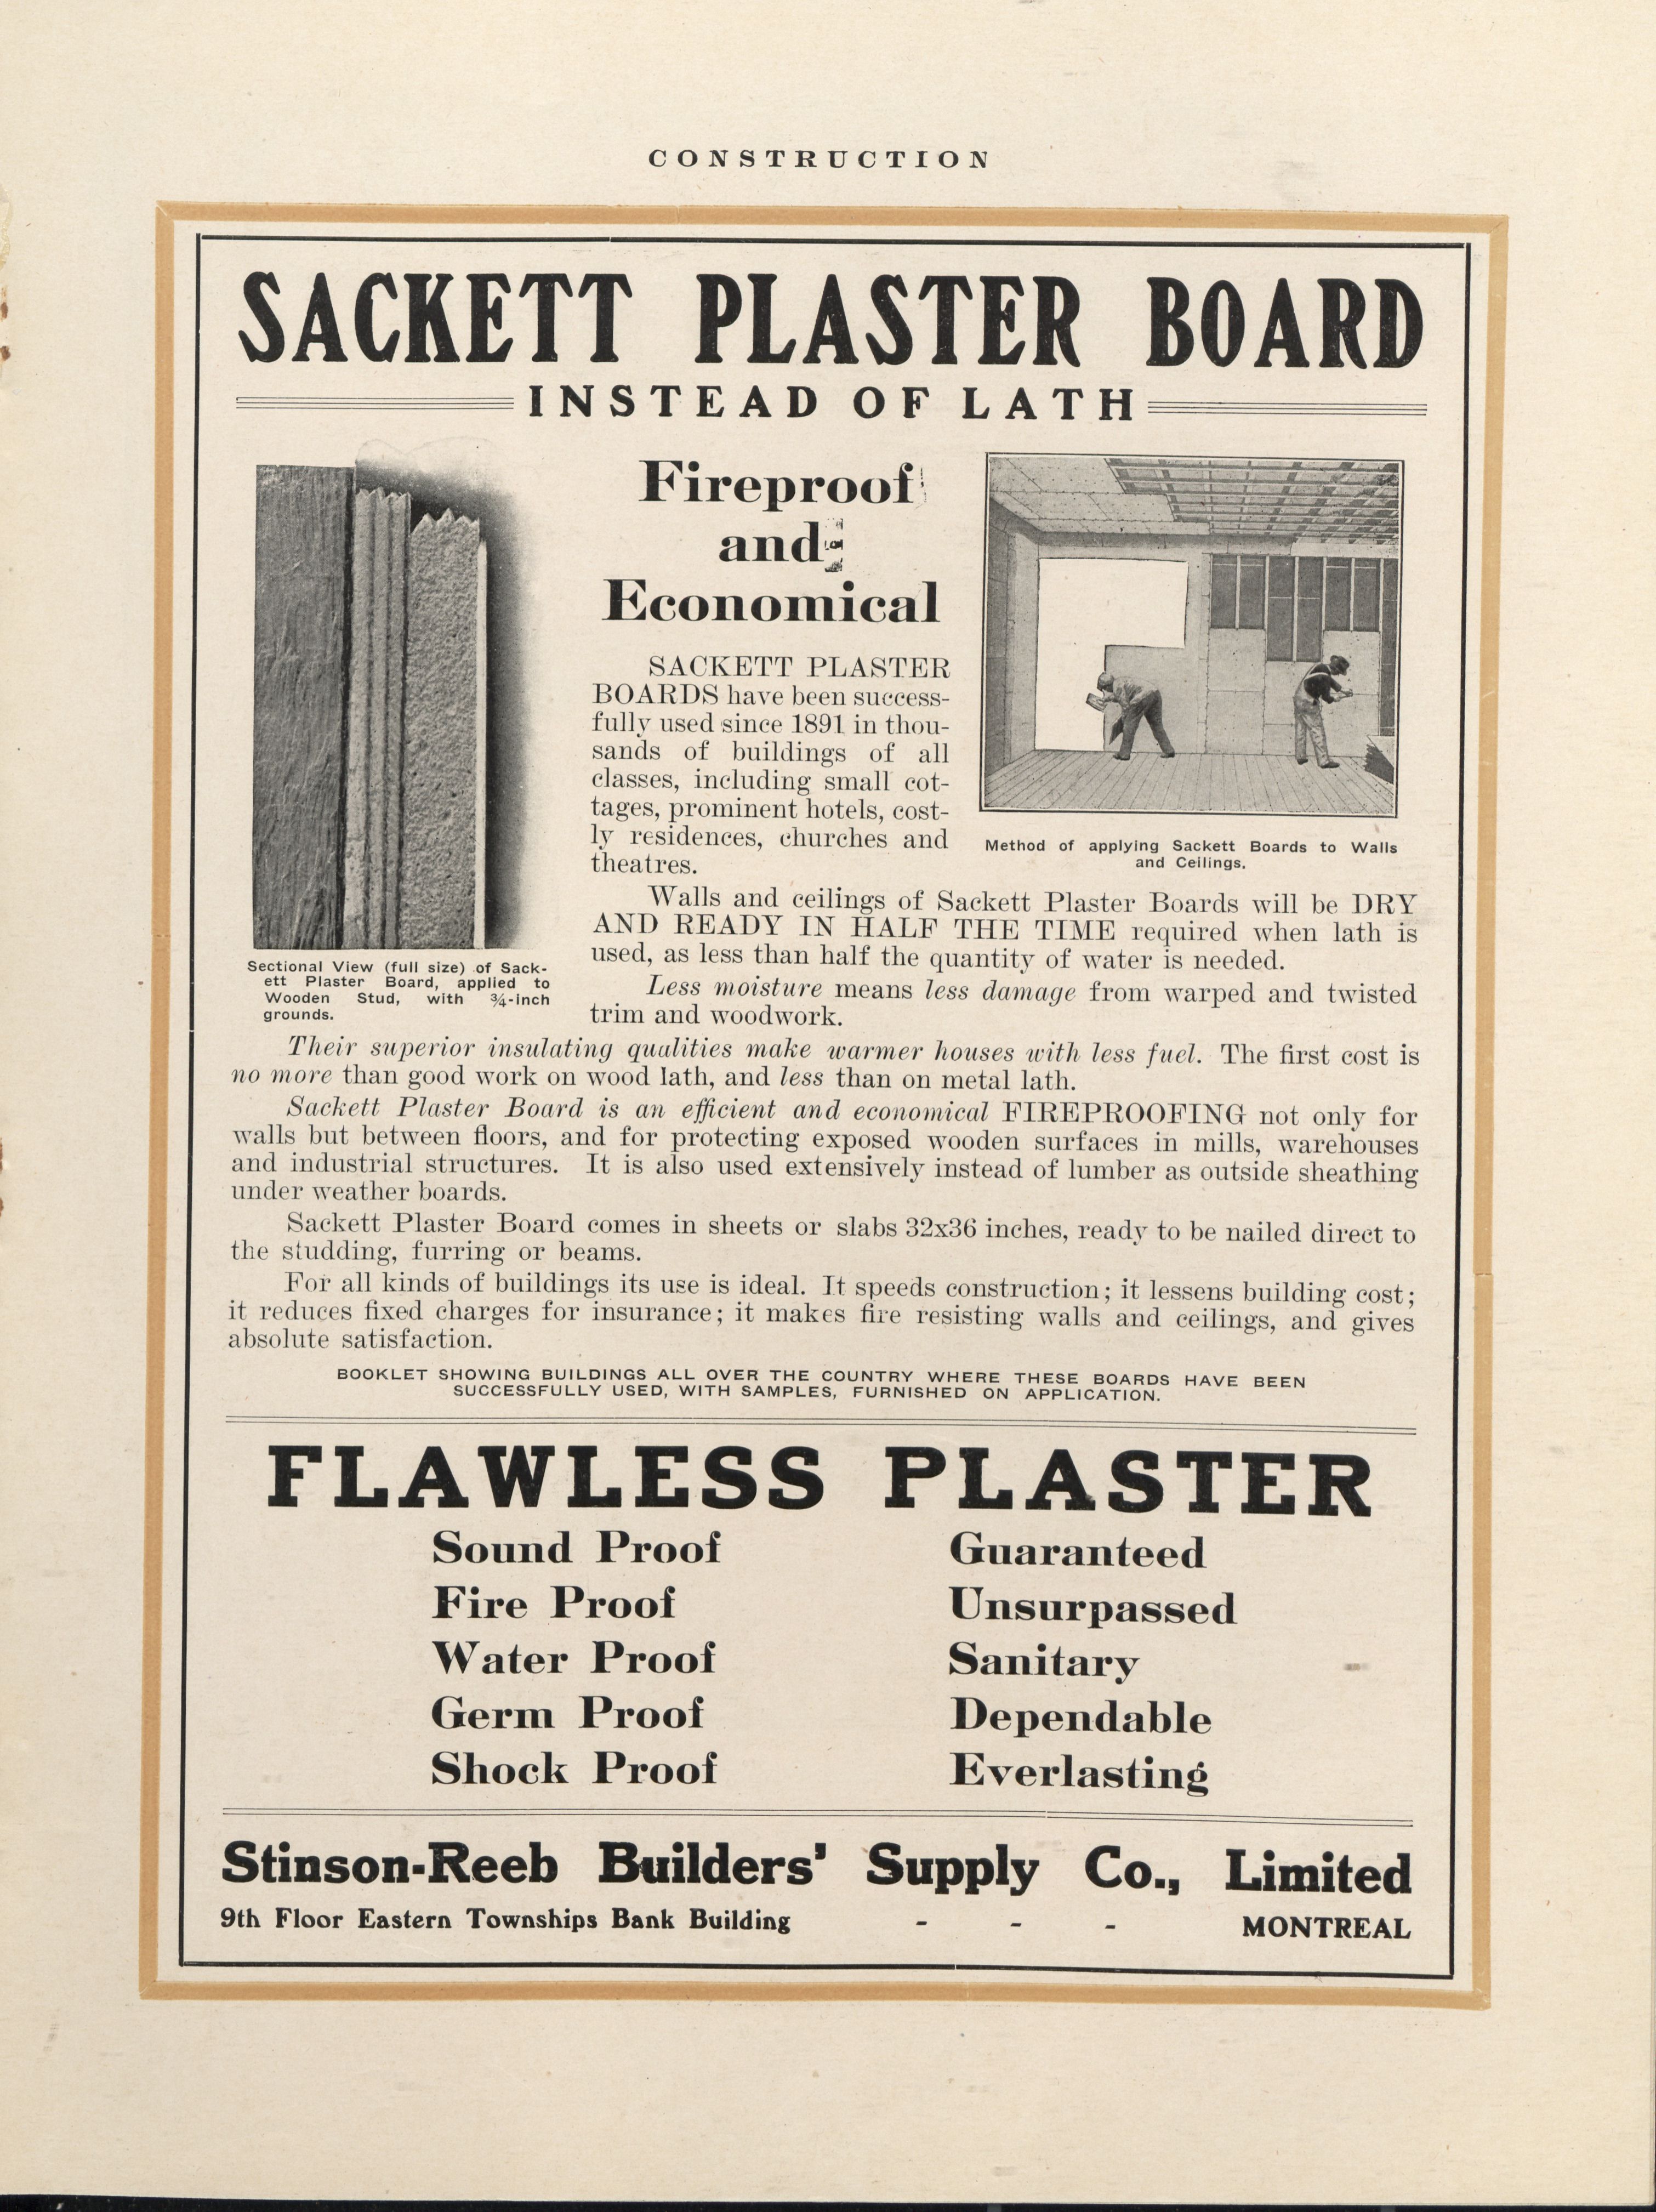 CONSTRUCTION
SACKETT PLASTER BOARD
INSTEAD OF LATH
Fireproof
and
Economical
SACKETT PLASTER
BOARDS have been success-
fully used since 1891 in thou-
sands of buildings of all
classes, including small cot-
tages, prominent hotels, cost-
ly residences, churches and
theatres.
Method of applying Sackett Boards to Walls
and Ceilings.
Walls and ceilings of Sackett Plaster Boards will be DRY
AND READY IN HALF THE TIME required when lath is
used, as less than half the quantity of water is needed.
Less moisture means less damage from warped and twisted
trim and woodwork.
Sectional View (full size) of Sack-
ett Plaster Board, applied to
Wooden Stud, with ¾-inch
grounds.
Their superior insulating qualities make warmer houses with less fuel. The first cost is
no more than good work on wood lath, and less than on metal lath.
Sackett Plaster Board is an efficient and economical FIREPROOFING not only for
walls but between floors, and for protecting exposed wooden surfaces in mills, warehouses
and industrial structures. It is also used extensively instead of lumber as outside sheathing
under weather boards.
Sackett Plaster Board comes in sheets or slabs 32x36 inches, ready to be nailed direct to
the studding, furring or beams.
For all kinds of buildings its use is ideal. It speeds construction; it lessens building cost;
it reduces fixed charges for insurance; it makes fire resisting walls and ceilings, and gives
absolute satisfaction.
BOOKLET SHOWING BUILDINGS ALL OVER THE COUNTRY WHERE THESE BOARDS HAVE BEEN
SUCCESSFULLY USED, WITH SAMPLES, FURNISHED ON APPLICATION.
FLAWLESS PLASTER
Sound Proof
Fire Proof
Water Proof
Germ Proof
Shock Proof
Guaranteed
Unsurpassed
Sanitary
Dependable
Everlasting
Stinson-Reeb Builders' Supply Co., Limited
9th Floor Eastern Townships Bank Building - - - MONTREAL